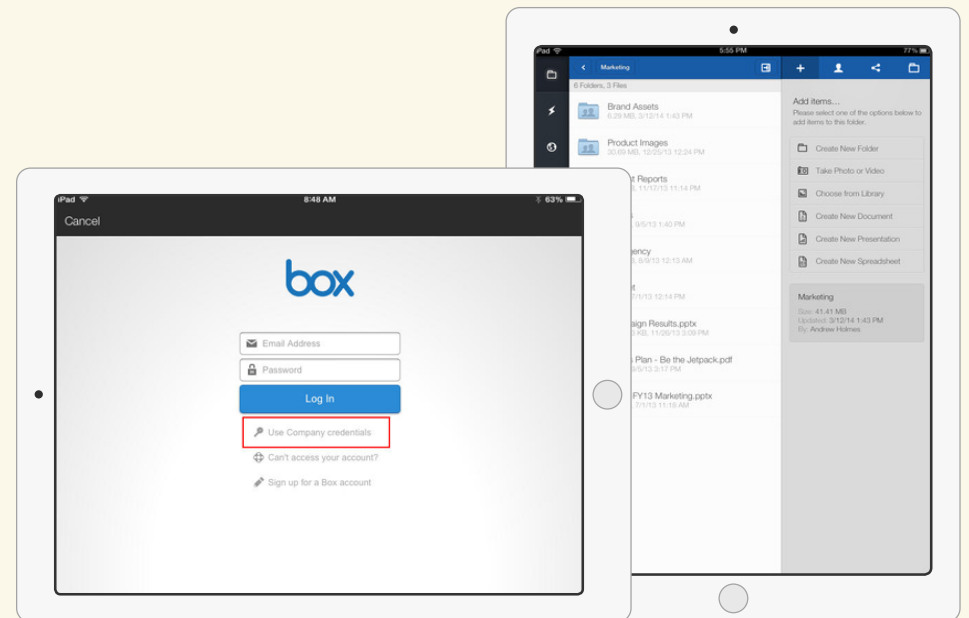 iPad
8:48 AM
63%
Cancel
box
Email Address
Password
Log In
Use Company credentials
Can't access your account?
Sign up for a Box account
iPad
5:55 PM
77%
Marketing
6 Folders, 3 Files
Brand Assets
6.29 MB, 3/12/14 1:43 PM
Product Images
30.69 MB, 12/25/13 12:24 PM
Reports
11/17/13 11:14 PM
9/5/13 1:40 PM
12:13 AM
7/1/13 12:14 PM
Results.pptx
KB, 11/26/13 3:09 PM
Plan - Be the Jetpack.pdf
9/5/13 3:17 PM
FY13 Marketing.pptx
7/1/13 11:16 AM
Add items...
Please select one of the options below to
add items to this folder.
Create New Folder
Take Photo or Video
Choose from Library
Create New Document
Create New Presentation
Create New Spreadsheet
Marketing
Size: 41.41 MB
Updated: 3/12/14 1:43 PM
By: Andrew Holmes